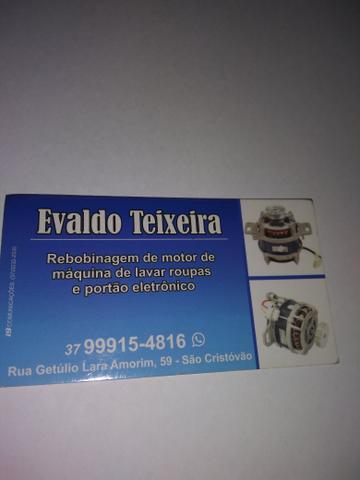 Evaldo Teixeira
Rebobinagem de motor de
máquina de lavar roupas
e portão eletrônico
37 99915-4816
Rua Getúlio Lara Amorim, 59 - São Cristóvão
COMUNICAÇÕES